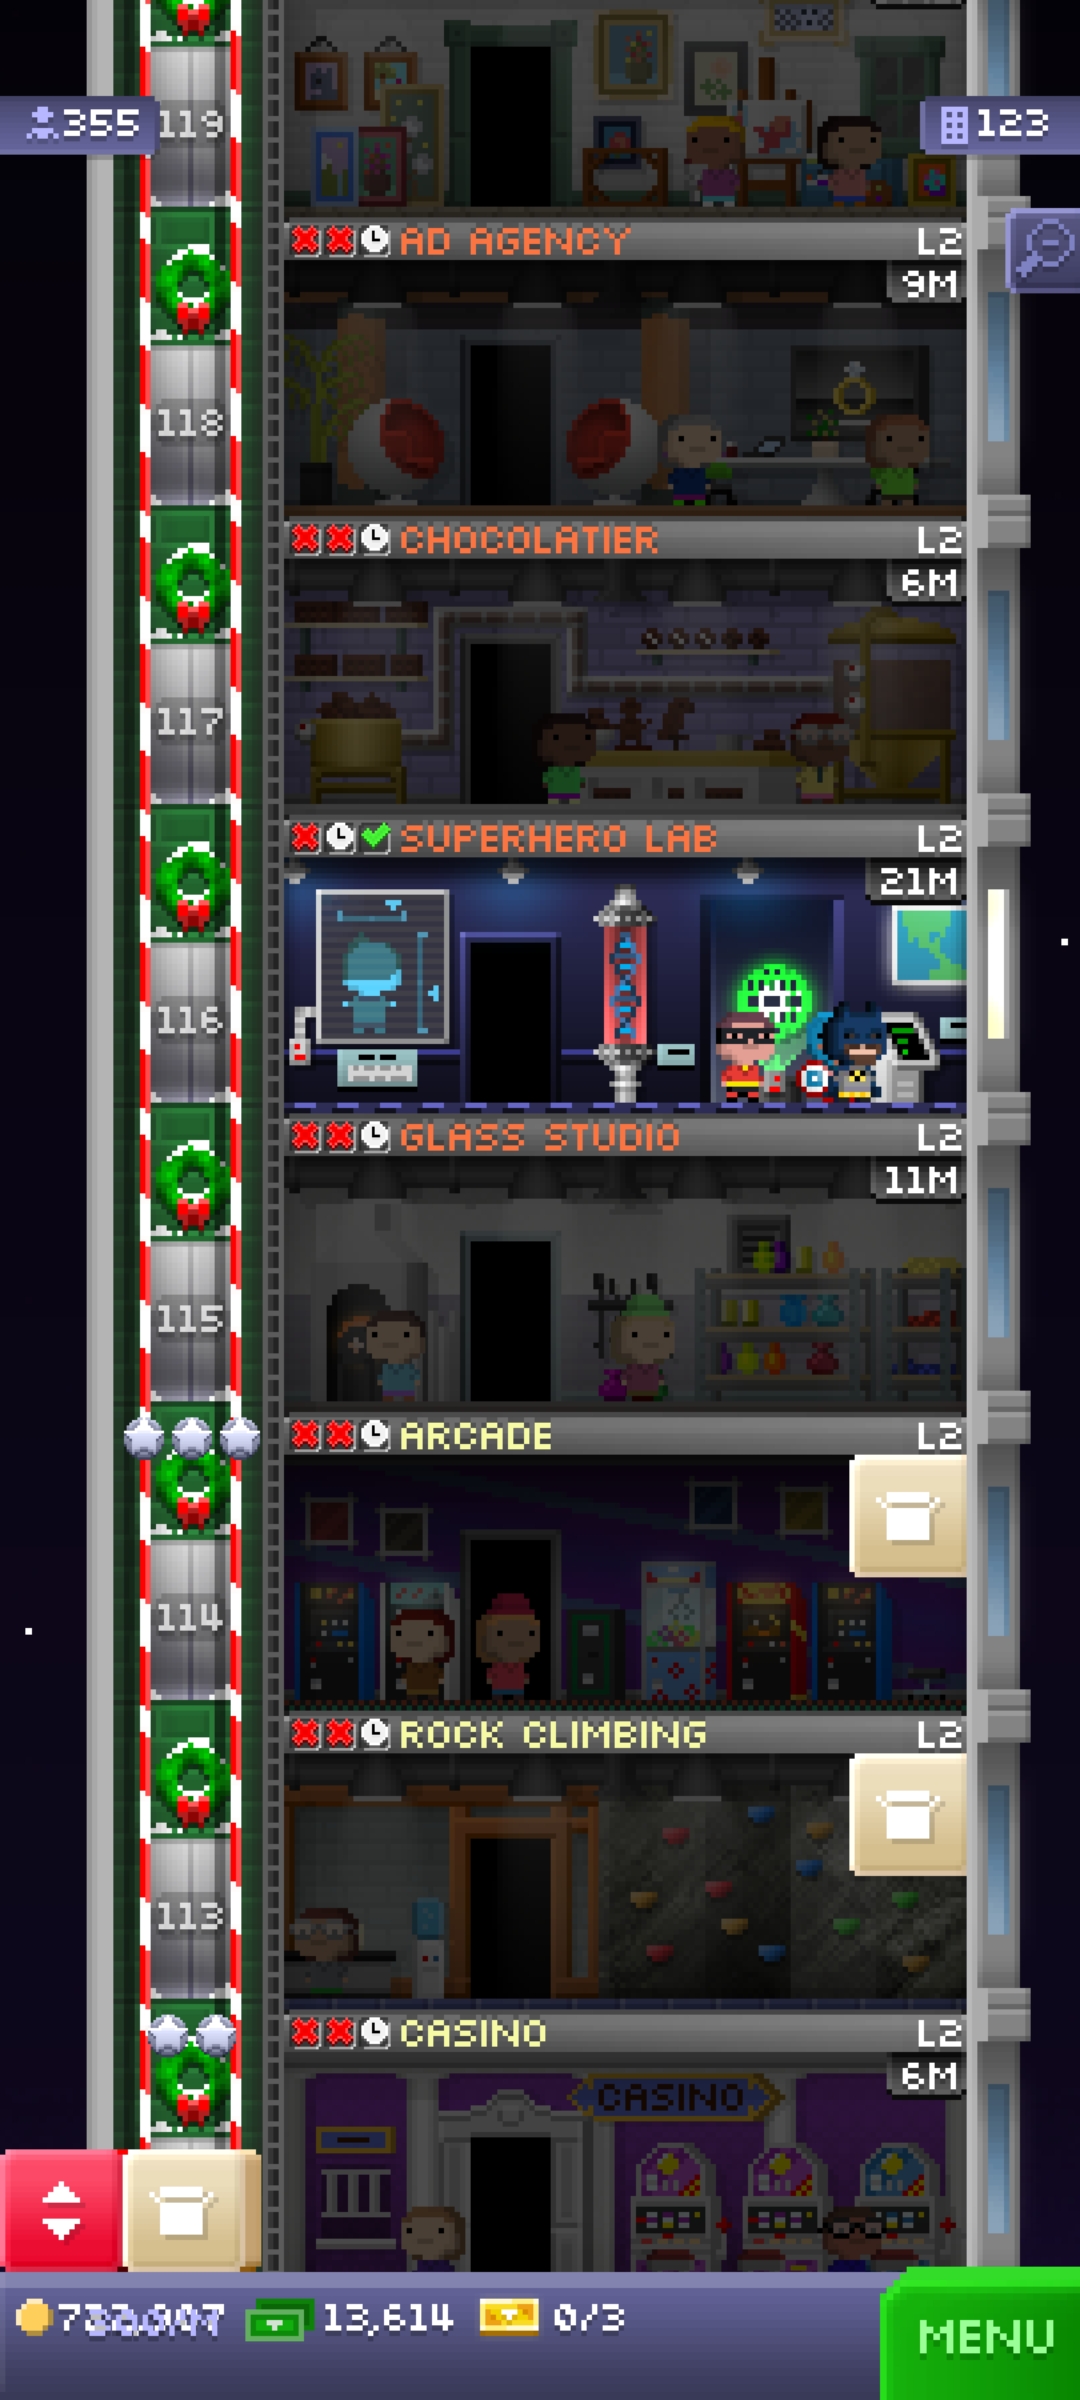 355
119
123
AD AGENCY L2
9M
118
CHOCOLATIER L2
6M
117
SUPERHERO LAB L2
21M
116
GLASS STUDIO L2
11M
115
ARCADE L2
114
ROCK CLIMBING L2
113
CASINO L2
6M
CASINO
13,614
0/3
MENU